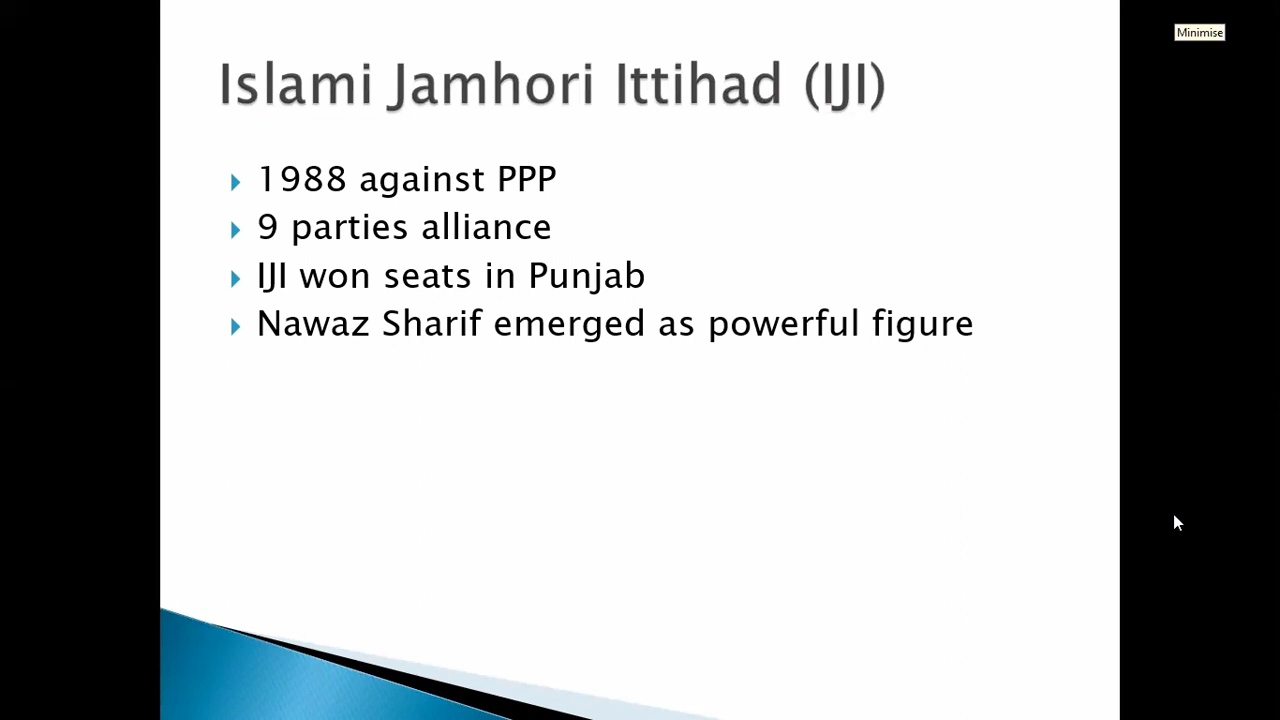 Minimise
Islami Jamhori Ittihad (IJI)
1988 against PPP
9 parties alliance
IJI won seats in Punjab
Nawaz Sharif emerged as powerful figure